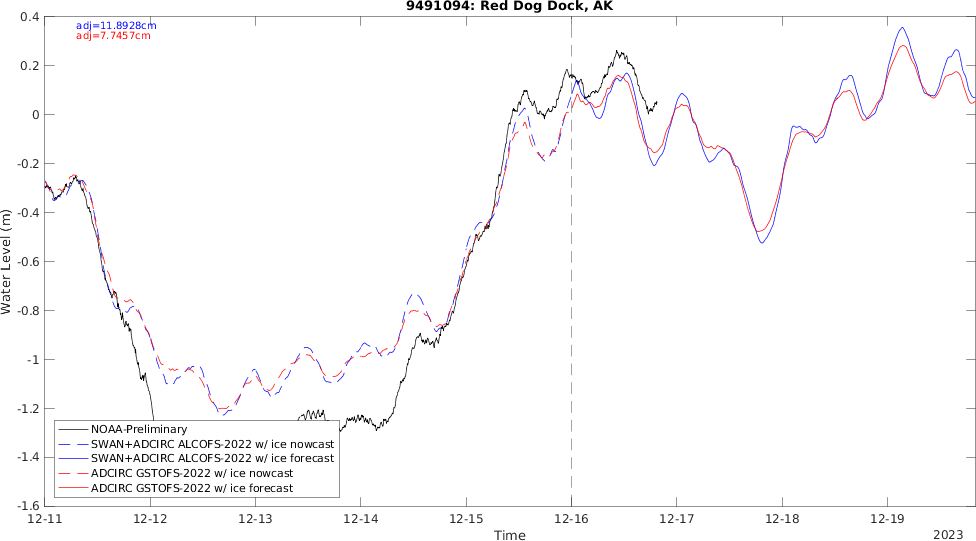 9491094: Red Dog Dock, AK
adj=11.8928cm
adj=7.7457cm
0.4
0.2
0
-0.2
-0.4
-0.6
-0.8
-1
-1.2
-1.4
-1.6
Water Level (m)
NOAA-Preliminary
SWAN+ADCIRC ALCOFS-2022 w/ ice nowcast
SWAN+ADCIRC ALCOFS-2022 w/ ice forecast
ADCIRC GSTOFS-2022 w/ ice nowcast
ADCIRC GSTOFS-2022 w/ ice forecast
12-11 12-12 12-13 12-14 12-15 12-16 12-17 12-18 12-19
Time
2023